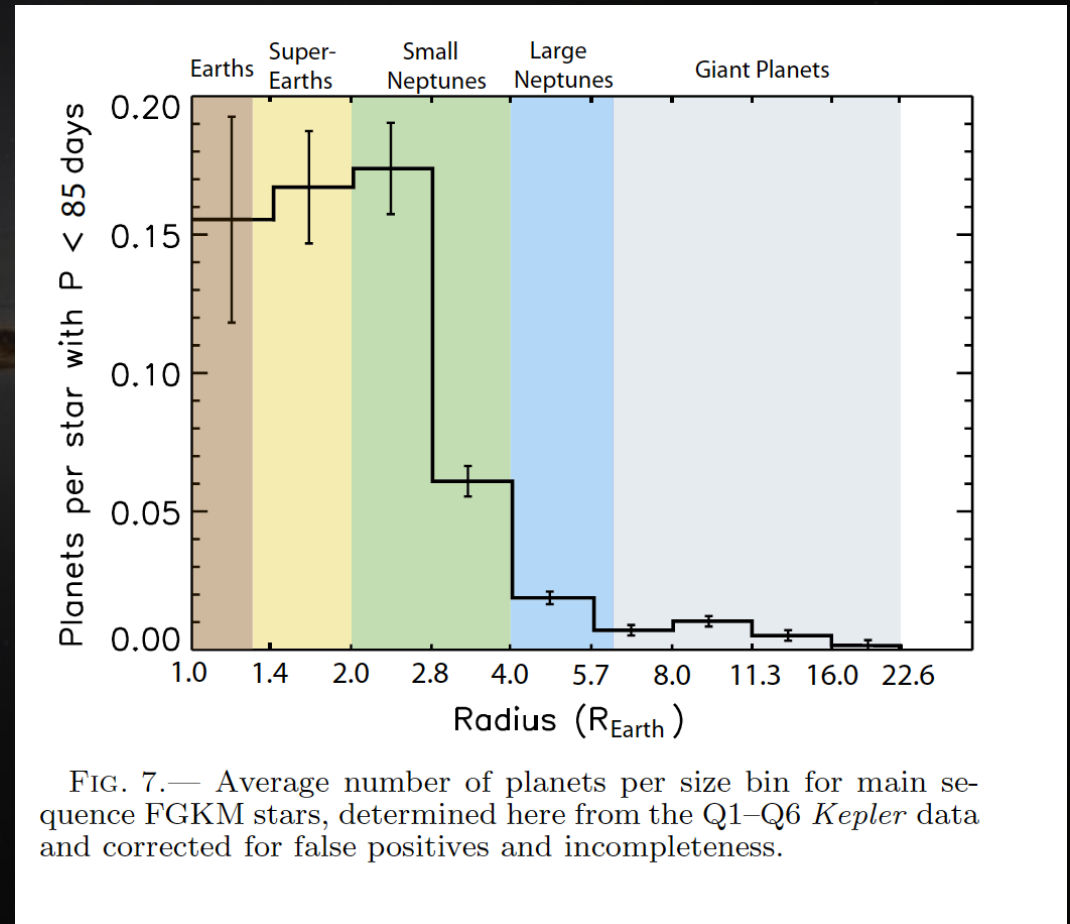 Earths
Super-
Earths
Small
Neptunes
Large
Neptunes
Giant Planets
Planets per star with P < 85 days
0.20
0.15
0.10
0.05
0.00
1.0 1.4 2.0 2.8 4.0 5.7 8.0 11.3 16.0 22.6
Radius (REarth)
FIG. 7.— Average number of planets per size bin for main se-
quence FGKM stars, determined here from the Q1–Q6 Kepler data
and corrected for false positives and incompleteness.